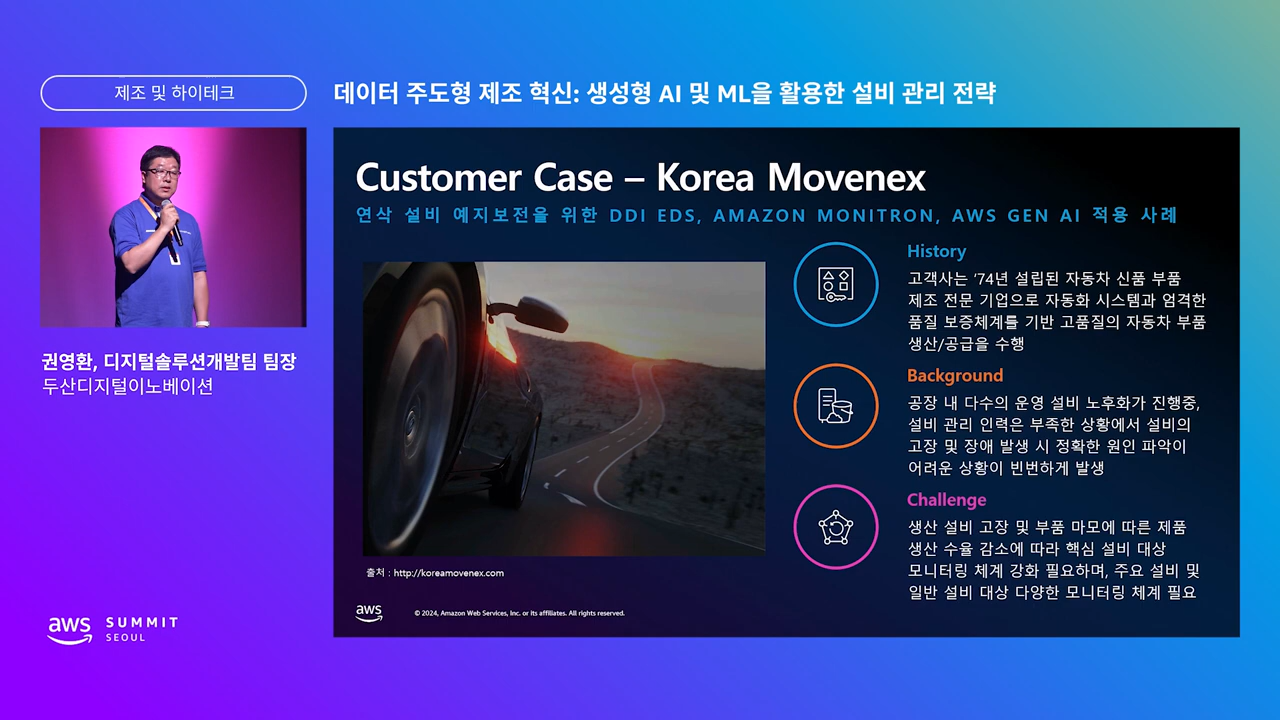 제조 및 하이테크
데이터 주도형 제조 혁신: 생성형 AI 및 ML을 활용한 설비 관리 전략
권영환, 디지털솔루션개발팀 팀장
두산디지털이노베이션
aws SUMMIT
SEOUL
Customer Case – Korea Movenex
연삭 설비 예지보전을 위한 DDI EDS, AMAZON MONITRON, AWS GEN AI 적용 사례
출처 : http://koreamovenex.com
History
고객사는 ‘74년 설립된 자동차 신품 부품
제조 전문 기업으로 자동화 시스템과 엄격한
품질 보증체계를 기반 고품질의 자동차 부품
생산/공급을 수행
Background
공장 내 다수의 운영 설비 노후화가 진행중,
설비 관리 인력은 부족한 상황에서 설비의
고장 및 장애 발생 시 정확한 원인 파악이
어려운 상황이 빈번하게 발생
Challenge
생산 설비 고장 및 부품 마모에 따른 제품
생산 수율 감소에 따라 핵심 설비 대상
모니터링 체계 강화 필요하며, 주요 설비 및
일반 설비 대상 다양한 모니터링 체계 필요
aws
© 2024, Amazon Web Services, Inc. or its affiliates. All rights reserved.